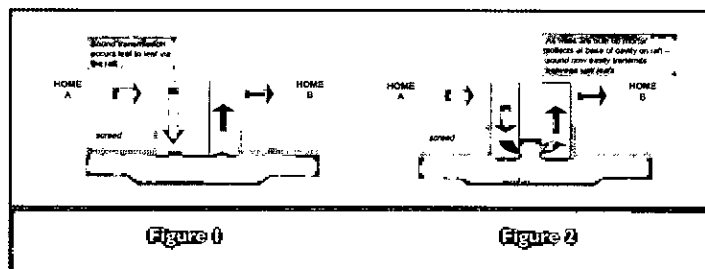 Sound transmission
occurs leaf to leaf via
the raft.
HOME
A
HOME
B
screed
Figure 1
As walls are built up mortar
collects at base of cavity on raft –
sound now easily transmits
between wall leafs
HOME
A
HOME
B
screed
Figure 2